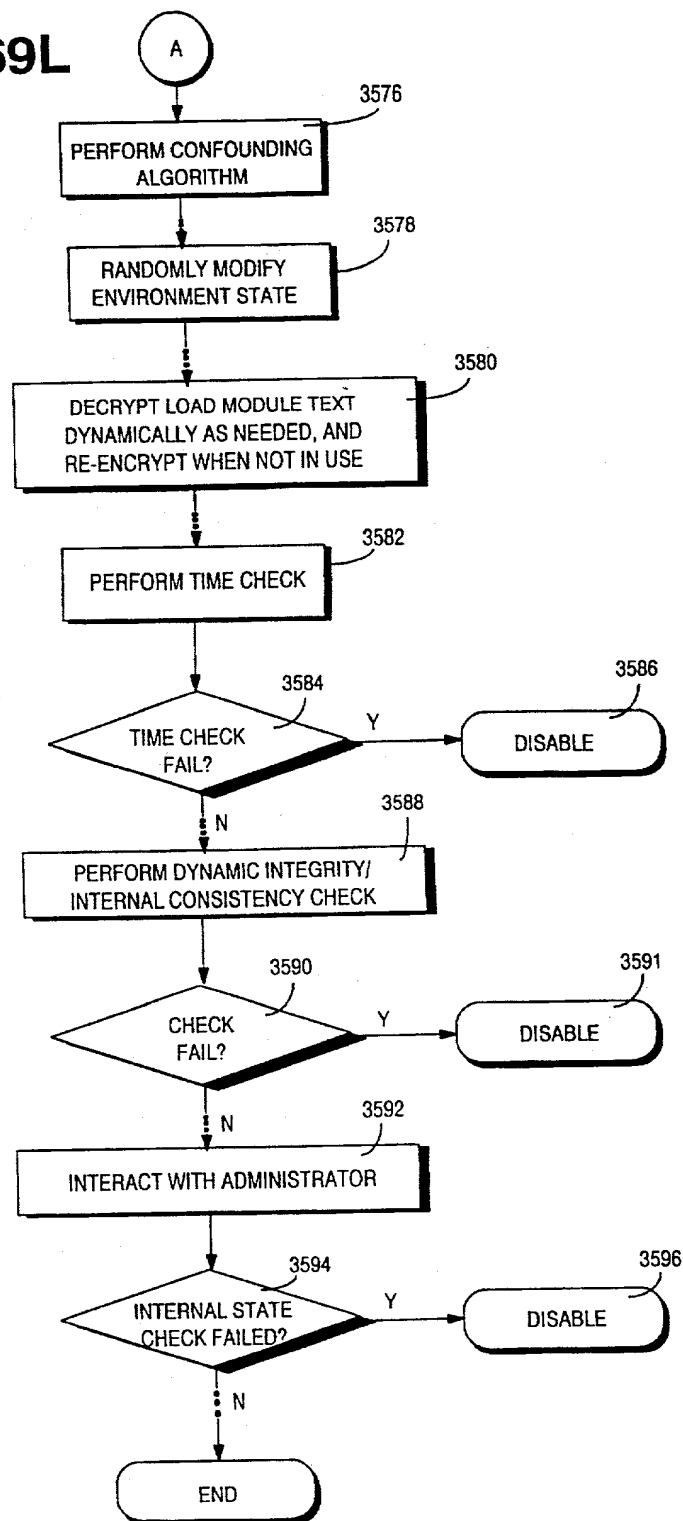 69L
A
3576
PERFORM CONFOUNDING
ALGORITHM
3578
RANDOMLY MODIFY
ENVIRONMENT STATE
3580
DECRYPT LOAD MODULE TEXT
DYNAMICALLY AS NEEDED, AND
RE-ENCRYPT WHEN NOT IN USE
3582
PERFORM TIME CHECK
3584
TIME CHECK
FAIL?
Y
3586
DISABLE
N
3588
PERFORM DYNAMIC INTEGRITY/
INTERNAL CONSISTENCY CHECK
3590
CHECK
FAIL?
Y
3591
DISABLE
N
3592
INTERACT WITH ADMINISTRATOR
3594
INTERNAL STATE
CHECK FAILED?
Y
3596
DISABLE
N
END